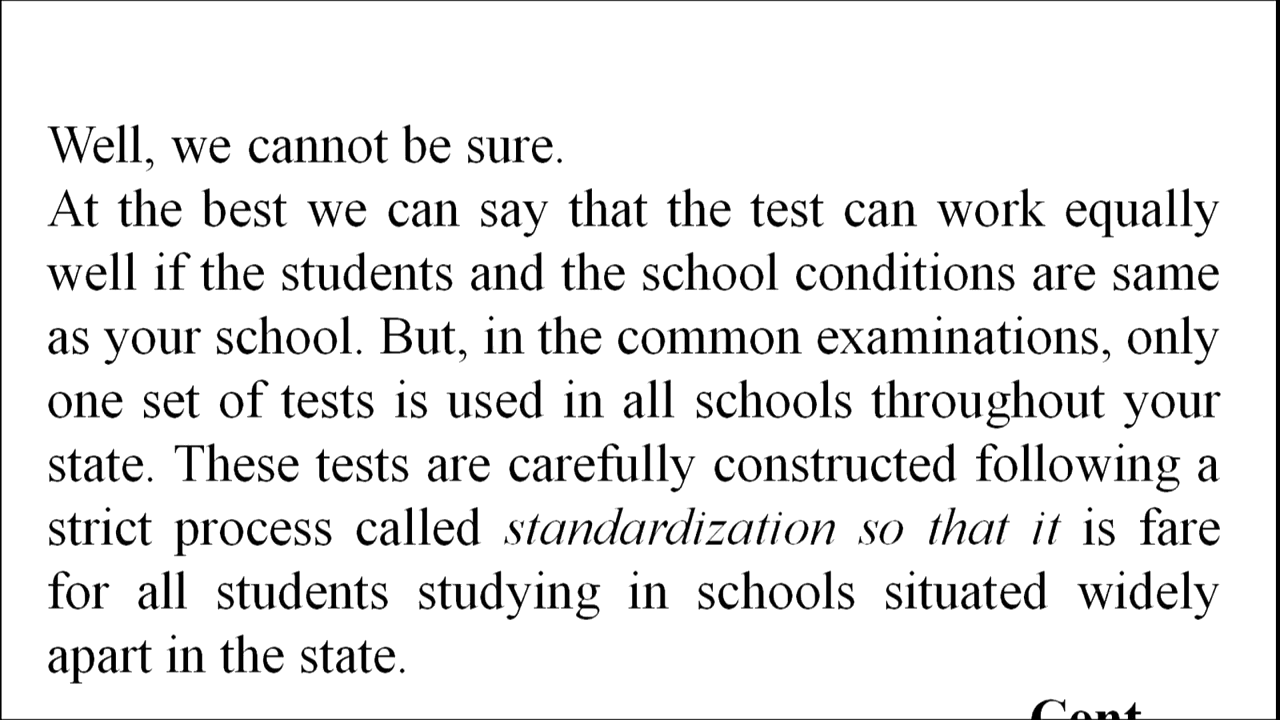 Well, we cannot be sure.
At the best we can say that the test can work equally
well if the students and the school conditions are same
as your school. But, in the common examinations, only
one set of tests is used in all schools throughout your
state. These tests are carefully constructed following a
strict process called standardization so that it is fare
for all students studying in schools situated widely
apart in the state.
Cont